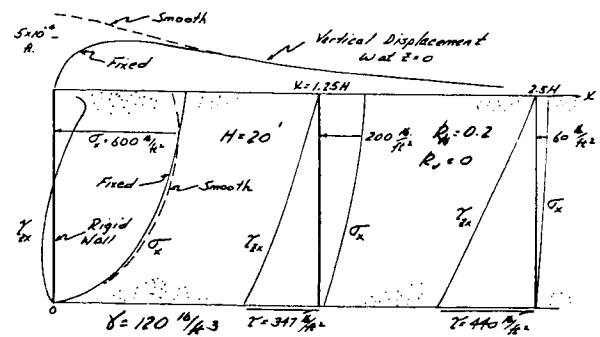 Smooth
5×10⁻⁴
ft.
Fixed
Vertical Displacement
w at z=0
x=1.25H
2.5H
x
σx=600 lb/ft²
H=20'
200 lb/ft²
Rh=0.2
Rv=0
60 lb/ft²
Fixed
Smooth
τzx
Rigid
Wall
σx
τzx
σx
τzx
σx
0
γ=120 lb/ft3
τ=347 lb/ft²
τ=440 lb/ft²